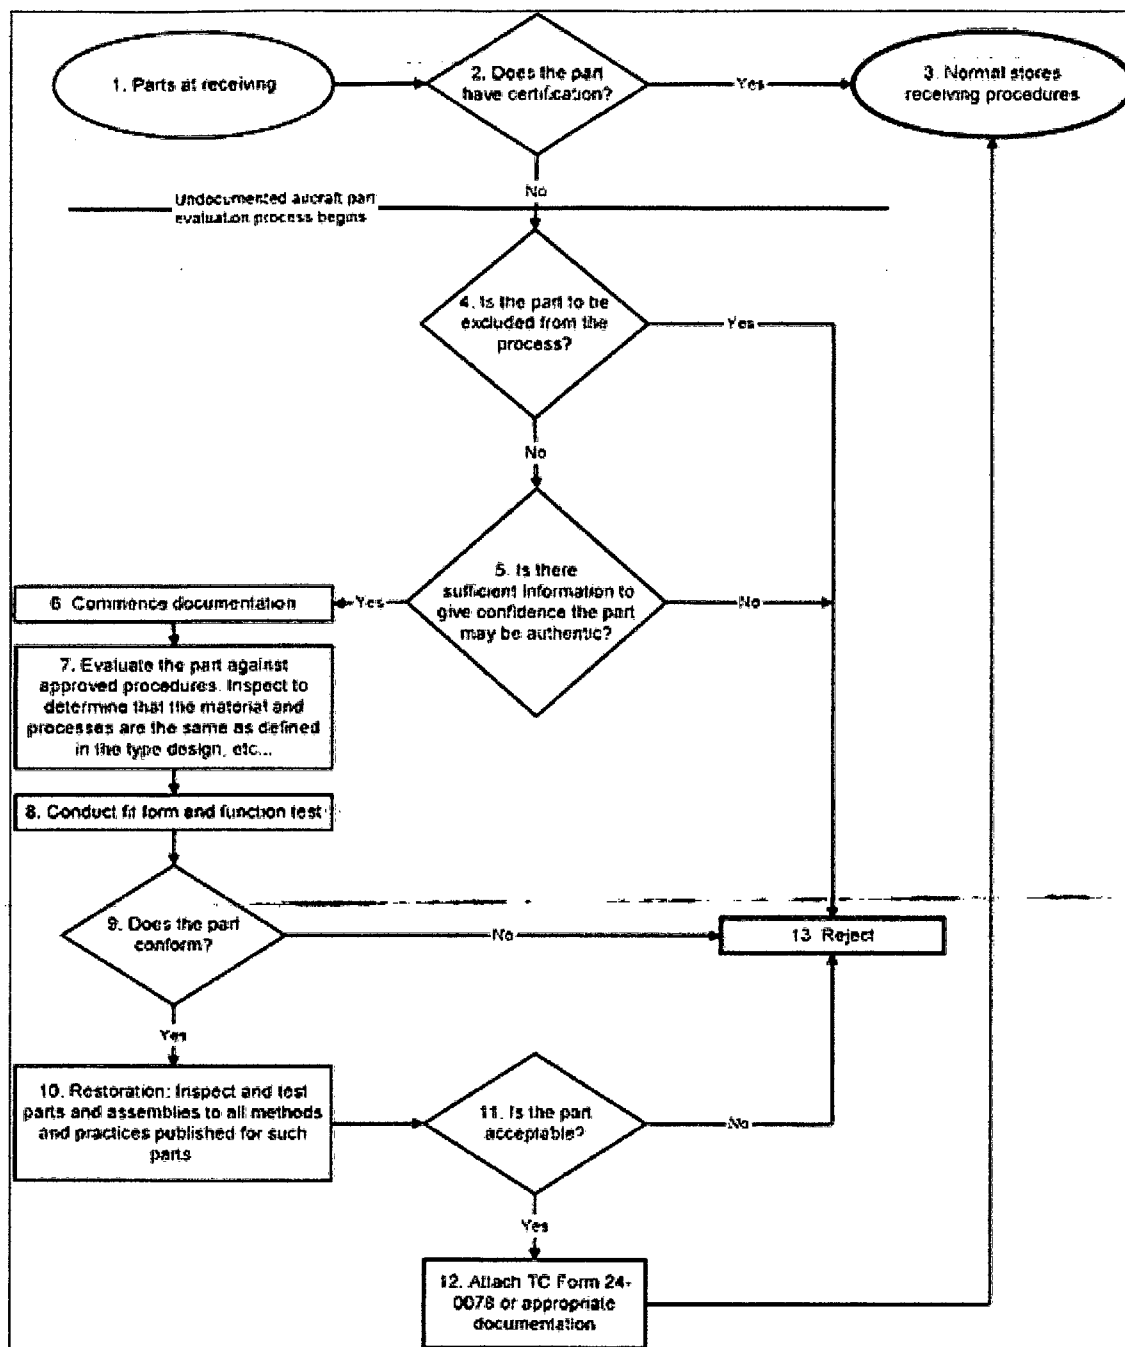 1. Parts at receiving
2. Does the part
have certification?
Yes
3. Normal stores
receiving procedures
No
Undocumented aircraft part
evaluation process begins
4. Is the part to be
excluded from the
process?
Yes
No
5. Is there
sufficient information to
give confidence the part
may be authentic?
Yes
No
6 Commence documentation
7. Evaluate the part against
approved procedures. Inspect to
determine that the material and
processes are the same as defined
in the type design, etc...
8. Conduct fit form and function test
9. Does the part
conform?
No
13 Reject
Yes
10. Restoration: Inspect and test
parts and assemblies to all methods
and practices published for such
parts
11. Is the part
acceptable?
No
Yes
12. Attach TC Form 24-
0078 or appropriate
documentation